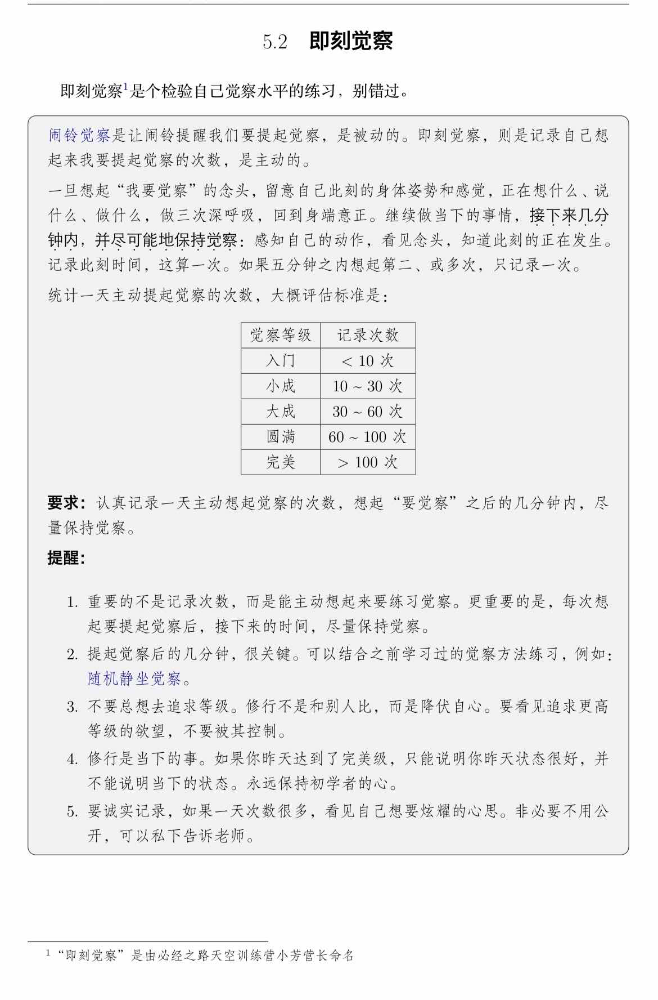 5.2 即刻觉察
即刻觉察1是个检验自己觉察水平的练习，别错过。
闹铃觉察是让闹铃提醒我们要提起觉察，是被动的。即刻觉察，则是记录自己想
起来我要提起觉察的次数，是主动的。
一旦想起“我要觉察”的念头，留意自己此刻的身体姿势和感觉，正在想什么、说
什么、做什么，做三次深呼吸，回到身端意正。继续做当下的事情，接下来几分
钟内，并尽可能地保持觉察：感知自己的动作，看见念头，知道此刻的正在发生。
记录此刻时间，这算一次。如果五分钟之内想起第二、或多次，只记录一次。
统计一天主动提起觉察的次数，大概评估标准是：
觉察等级 记录次数
入门 < 10 次
小成 10 ~ 30 次
大成 30 ~ 60 次
圆满 60 ~ 100 次
完美 > 100 次
要求：认真记录一天主动想起觉察的次数，想起“要觉察”之后的几分钟内，尽
量保持觉察。
提醒：
1. 重要的不是记录次数，而是能主动想起来要练习觉察。更重要的是，每次想
起要提起觉察后，接下来的时间，尽量保持觉察。
2. 提起觉察后的几分钟，很关键。可以结合之前学习过的觉察方法练习，例如：
随机静坐觉察。
3. 不要总想去追求等级。修行不是和别人比，而是降伏自心。要看见追求更高
等级的欲望，不要被其控制。
4. 修行是当下的事。如果你昨天达到了完美级，只能说明你昨天状态很好，并
不能说明当下的状态。永远保持初学者的心。
5. 要诚实记录，如果一天次数很多，看见自己想要炫耀的心思。非必要不用公
开，可以私下告诉老师。
1 “即刻觉察”是由必经之路天空训练营小芳营长命名